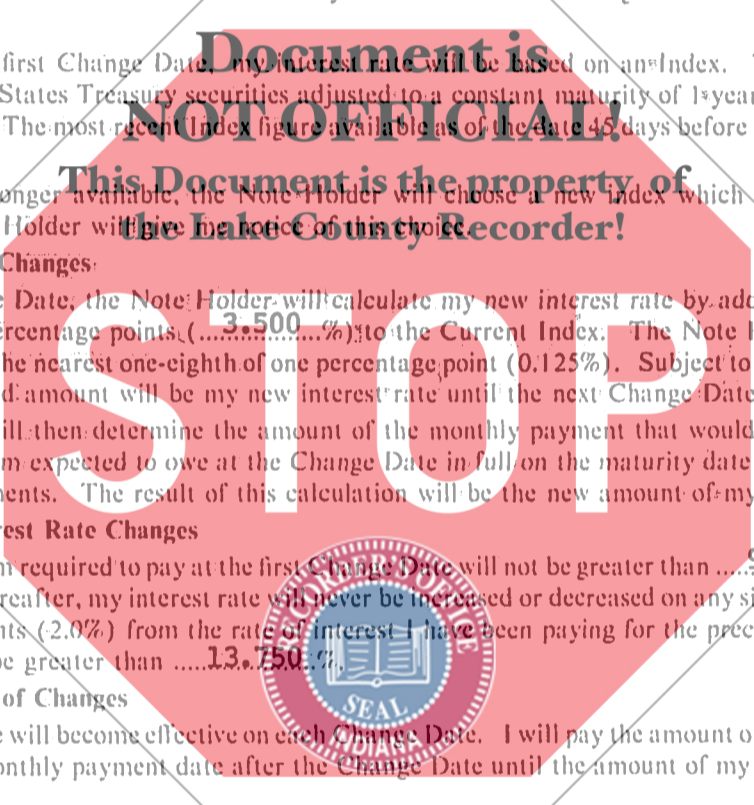 Document is
NOT OFFICIAL!
This Document is the property of
the Lake County Recorder!
STOP
first Change Date, my interest rate will be based on an Index.
States Treasury securities adjusted to a constant maturity of 1 year
The most recent Index figure available as of the date 45 days before
onger available, the Note Holder will choose a new index which
Holder will give me notice of this choice.
Changes
Date, the Note Holder will calculate my new interest rate by
rcentage points (....3.500...%) to the Current Index. The Note
he nearest one-eighth of one percentage point (0.125%). Subject to
d amount will be my new interest rate until the next Change Date
ill then determine the amount of the monthly payment that would
m expected to owe at the Change Date in full on the maturity date
ents. The result of this calculation will be the new amount of my
est Rate Changes
required to pay at the first Change Date will not be greater than ....
reafter, my interest rate will never be increased or decreased on any
nts (2.0%) from the rate of interest I have been paying for the prec
e greater than .....13.750.%.
of Changes
will become effective on each Change Date. I will pay the amount o
onthly payment date after the Change Date until the amount of my
RECORDER'S OFFICE
SEAL
INDIANA